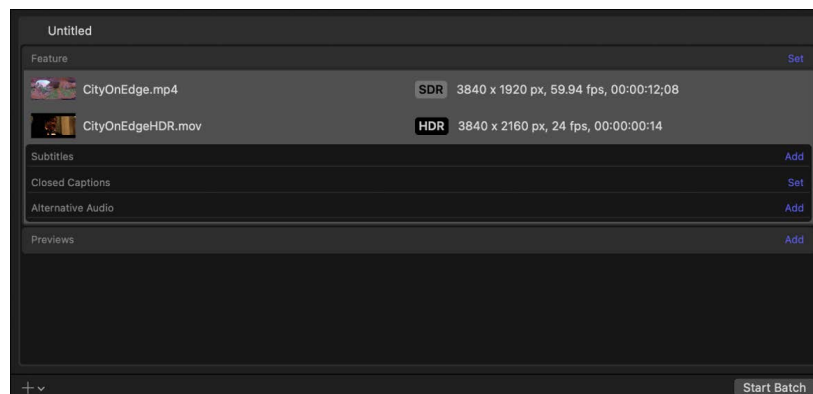 Untitled
Feature Set
CityOnEdge.mp4 SDR 3840 x 1920 px, 59.94 fps, 00:00:12;08
CityOnEdgeHDR.mov HDR 3840 x 2160 px, 24 fps, 00:00:00:14
Subtitles Add
Closed Captions Set
Alternative Audio Add
Previews Add
Start Batch